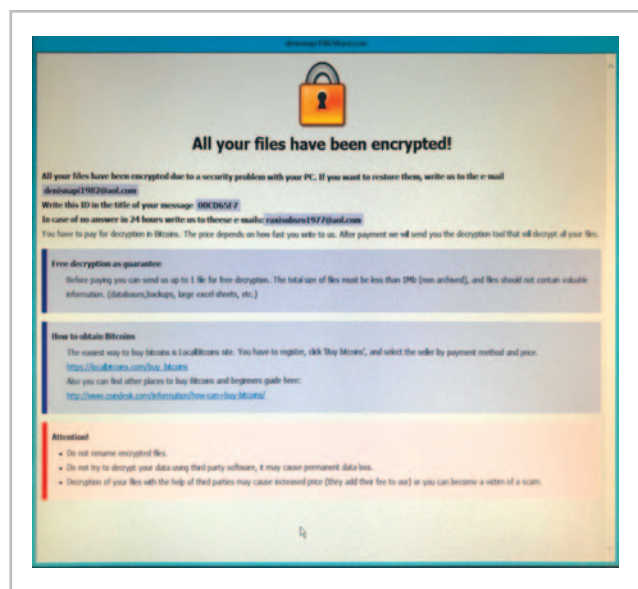 All your files have been encrypted!
All your files have been encrypted due to a security problem with your PC. If you want to restore them, write us to the e-mail
denisnapi1982@aol.com
Write this ID in the title of your message 00CD65F7
In case of no answer in 24 hours write us to theese e-mails:
You have to pay for decryption in Bitcoins. The price depends on how fast you write to us. After payment we will send you the decryption tool that will decrypt all your files.
Free decryption as guarantee
Before paying you can send us up to 1 file for free decryption. The total size of files must be less than 1Mb (non archived), and files should not contain valuable
information. (databases,backups, large excel sheets, etc.)
How to obtain Bitcoins
The easiest way to buy bitcoins is LocalBitcoins site. You have to register, click 'Buy bitcoins', and select the seller by payment method and price.
https://localbitcoins.com/buy_bitcoins
Also you can find other places to buy Bitcoins and beginners guide here:
http://www.coindesk.com/information/how-can-i-buy-bitcoins/
Attention!
• Do not rename encrypted files.
• Do not try to decrypt your data using third party software, it may cause permanent data loss.
• Decryption of your files with the help of third parties may cause increased price (they add their fee to our) or you can become a victim of a scam.